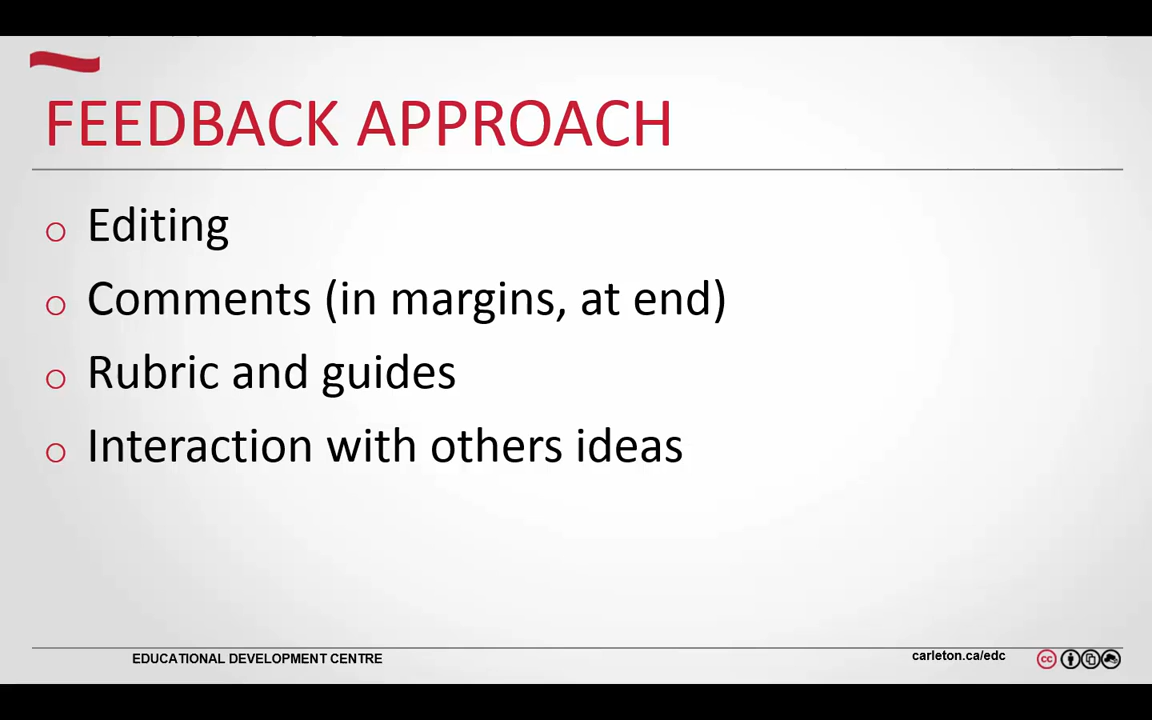 FEEDBACK APPROACH
Editing
Comments (in margins, at end)
Rubric and guides
Interaction with others ideas
EDUCATIONAL DEVELOPMENT CENTRE
carleton.ca/edc
cc